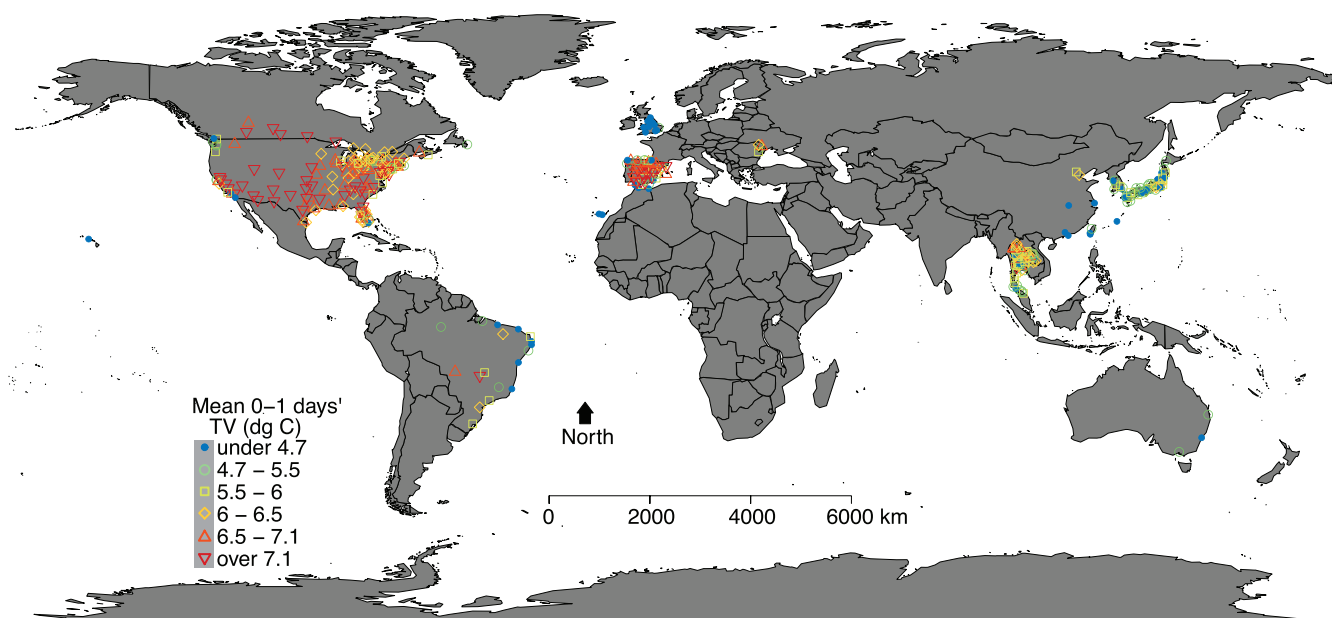 Mean 0–1 days'
TV (dg C)
under 4.7
4.7 – 5.5
5.5 – 6
6 – 6.5
6.5 – 7.1
over 7.1
North
0 2000 4000 6000 km